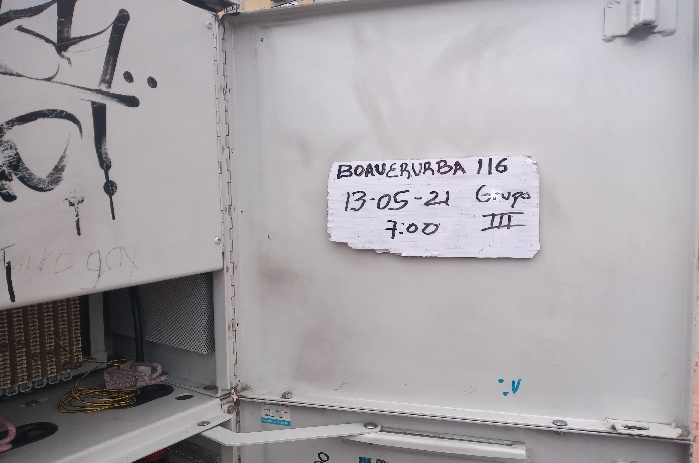 BOAVERURBA 116
13-05-21 Grupo
7:00 III
:v